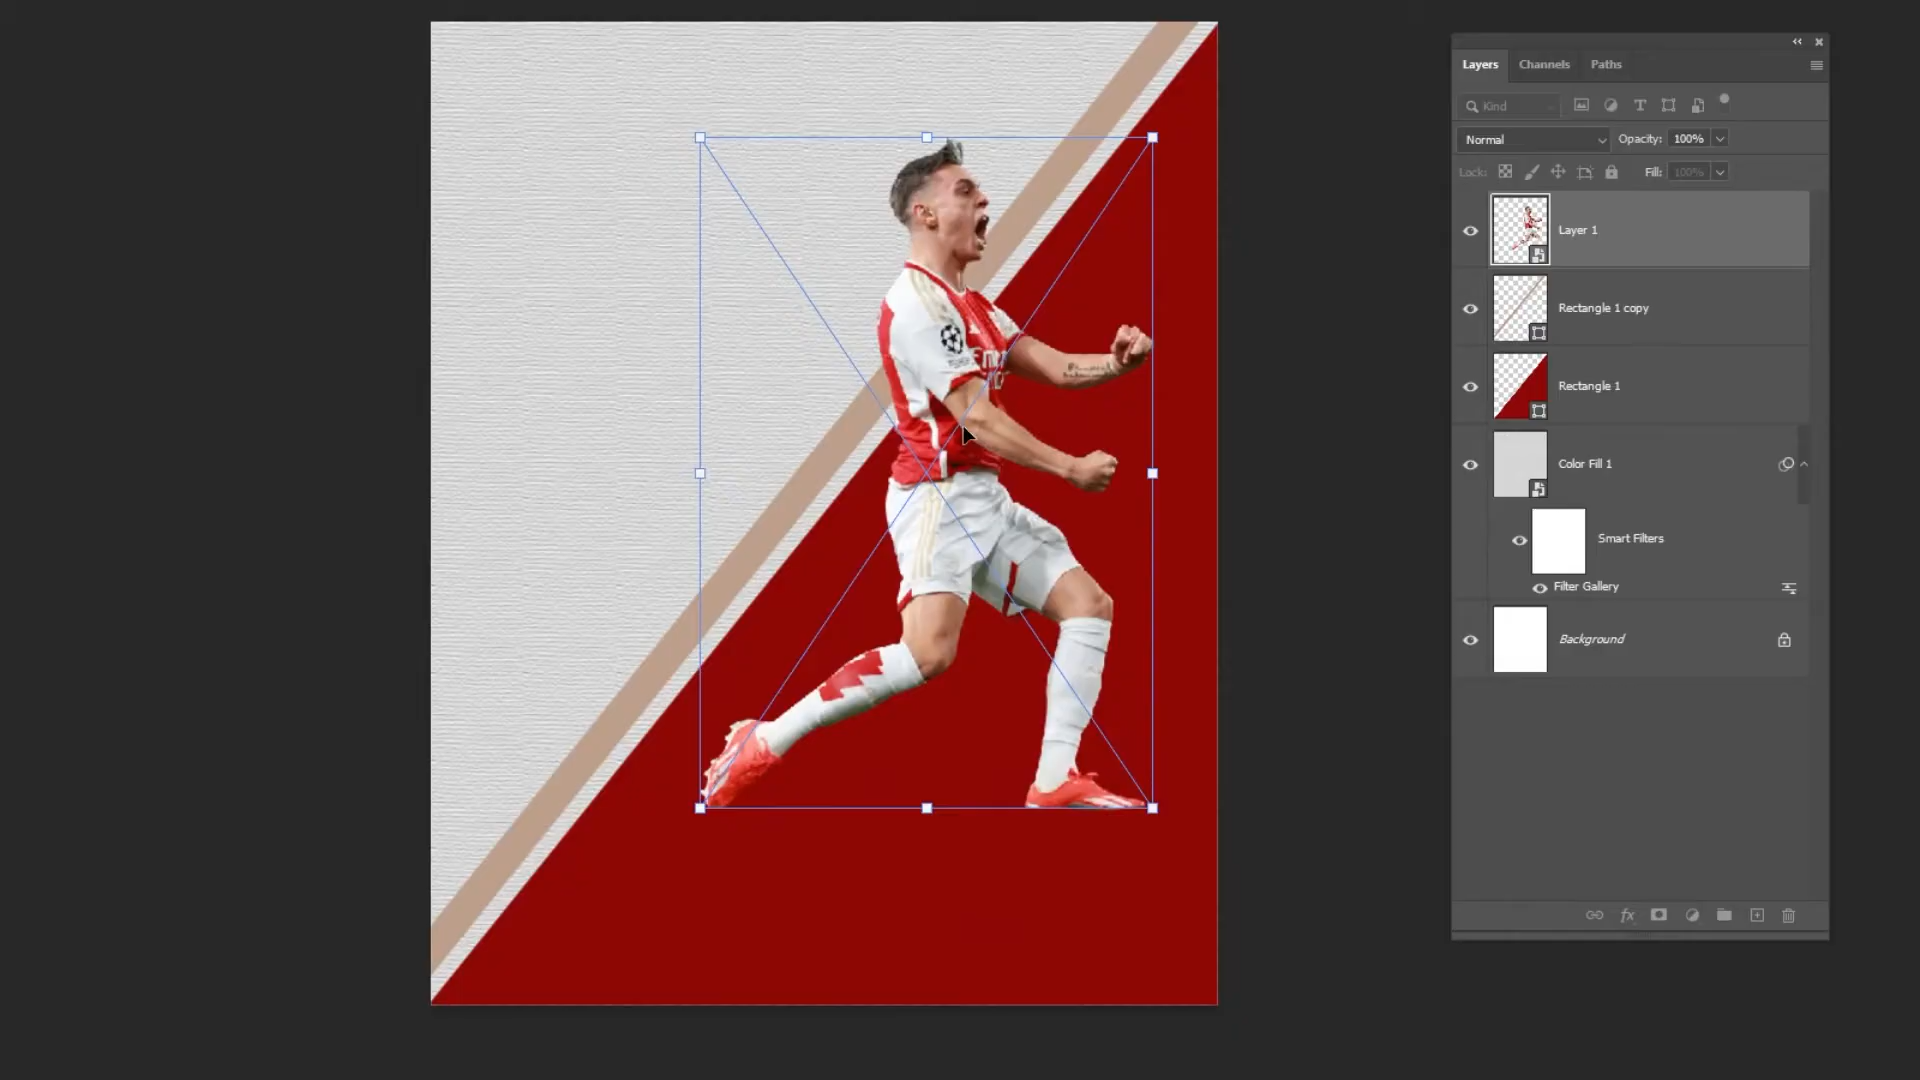 Layers Channels Paths
Kind
Normal Opacity: 100%
Lock: Fill: 100%
Layer 1
Rectangle 1 copy
Rectangle 1
Color Fill 1
Smart Filters
Filter Gallery
Background